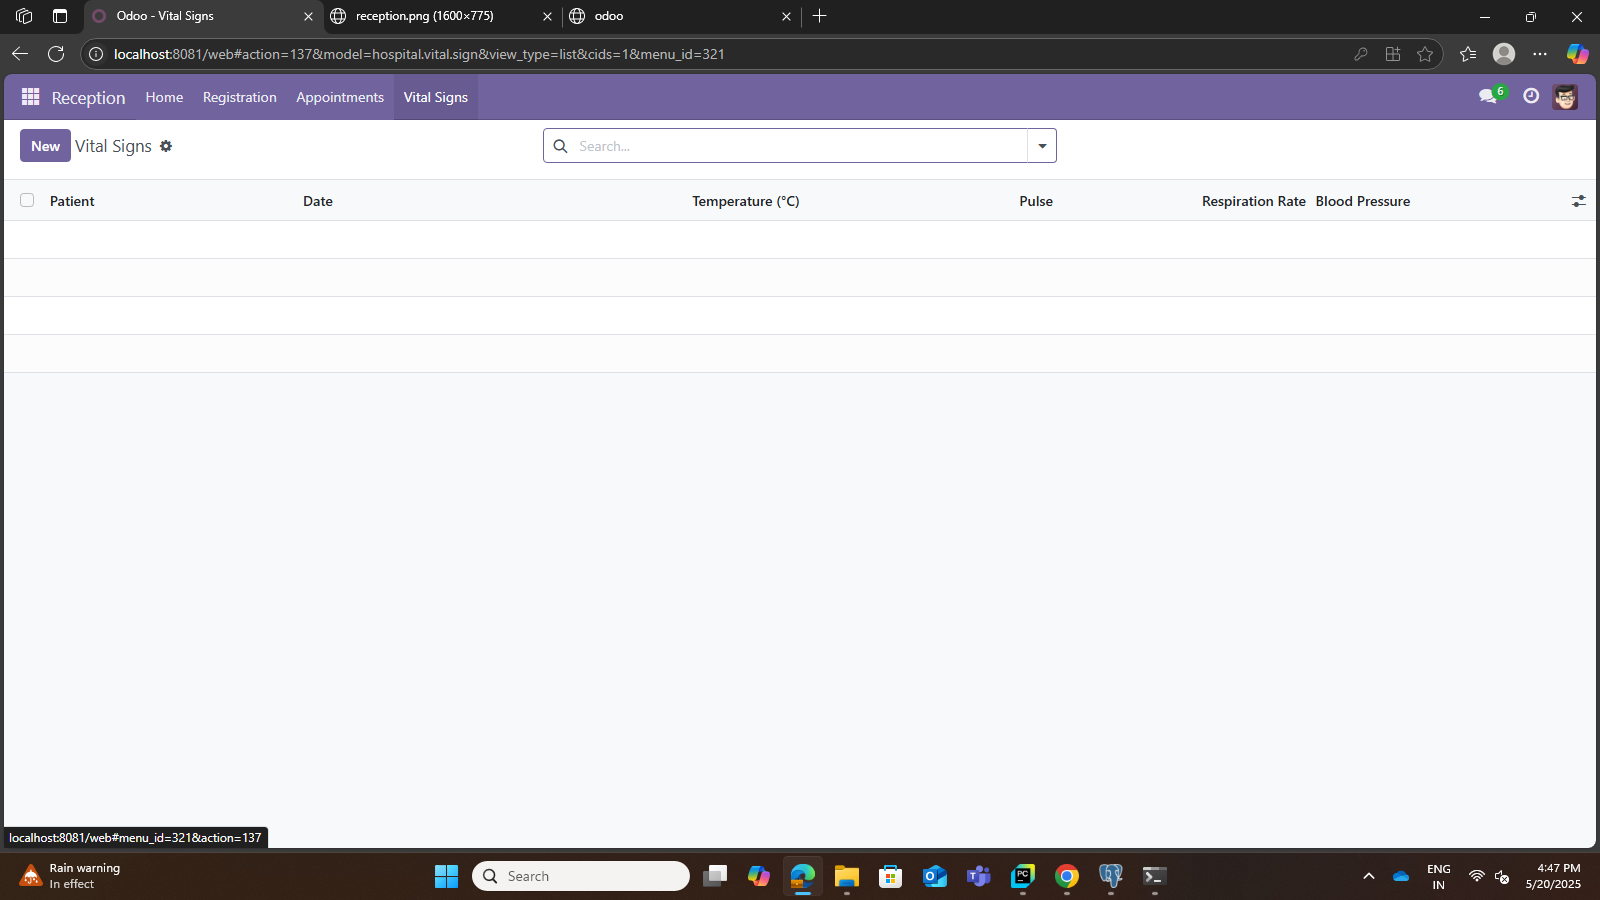 Odoo - Vital Signs
reception.png (1600×775)
odoo
localhost:8081/web#action=137&model=hospital.vital.sign&view_type=list&cids=1&menu_id=321
Reception Home Registration Appointments Vital Signs
6
New Vital Signs
Search...
Patient Date Temperature (°C) Pulse Respiration Rate Blood Pressure
localhost:8081/web#menu_id=321&action=137
Rain warning
In effect
Search
PC
ENG
IN
4:47 PM
5/20/2025